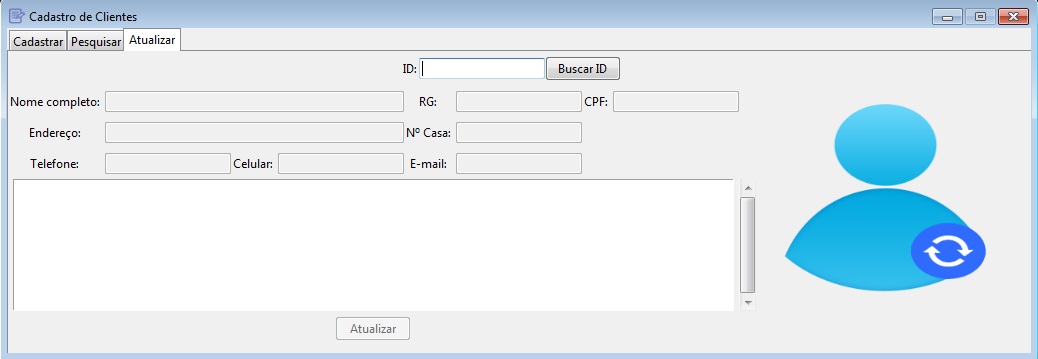 Cadastro de Clientes
Cadastrar Pesquisar Atualizar
ID: Buscar ID
Nome completo: RG: CPF:
Endereço: Nº Casa:
Telefone: Celular: E-mail:
Atualizar